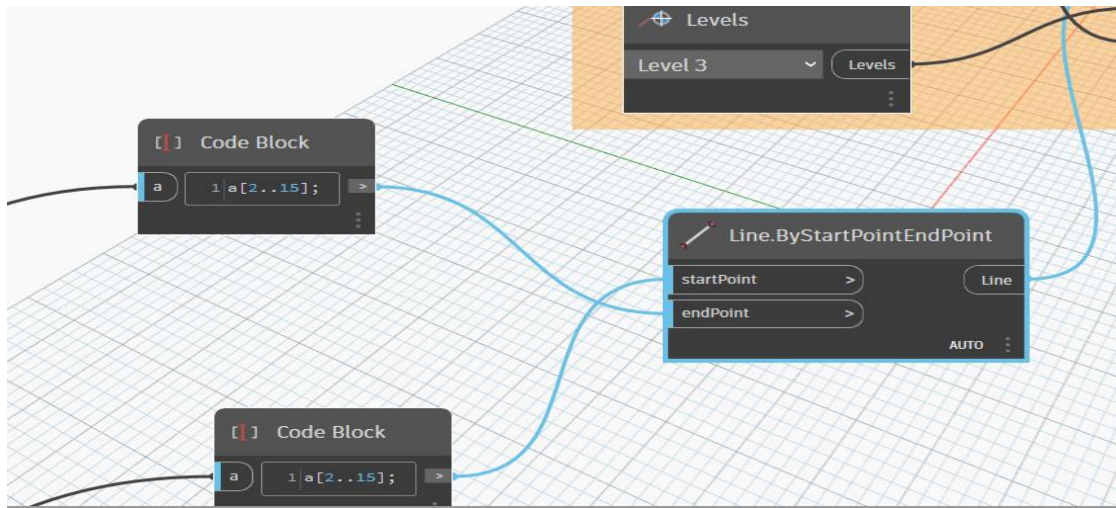 Levels
Level 3
Levels
[[] Code Block
a
1 a[2..15];
>
Line.ByStartPointEndPoint
startPoint >
Line
endPoint >
AUTO
[[] Code Block
a
1 a[2..15];
>